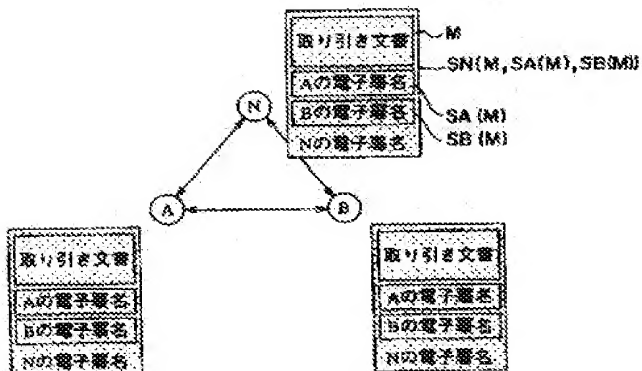 取り引き文書
M
SN(M,SA(M),SB(M))
Aの電子署名
SA(M)
Bの電子署名
SB(M)
Nの電子署名
N
A
B
取り引き文書
Aの電子署名
Bの電子署名
Nの電子署名
取り引き文書
Aの電子署名
Bの電子署名
Nの電子署名